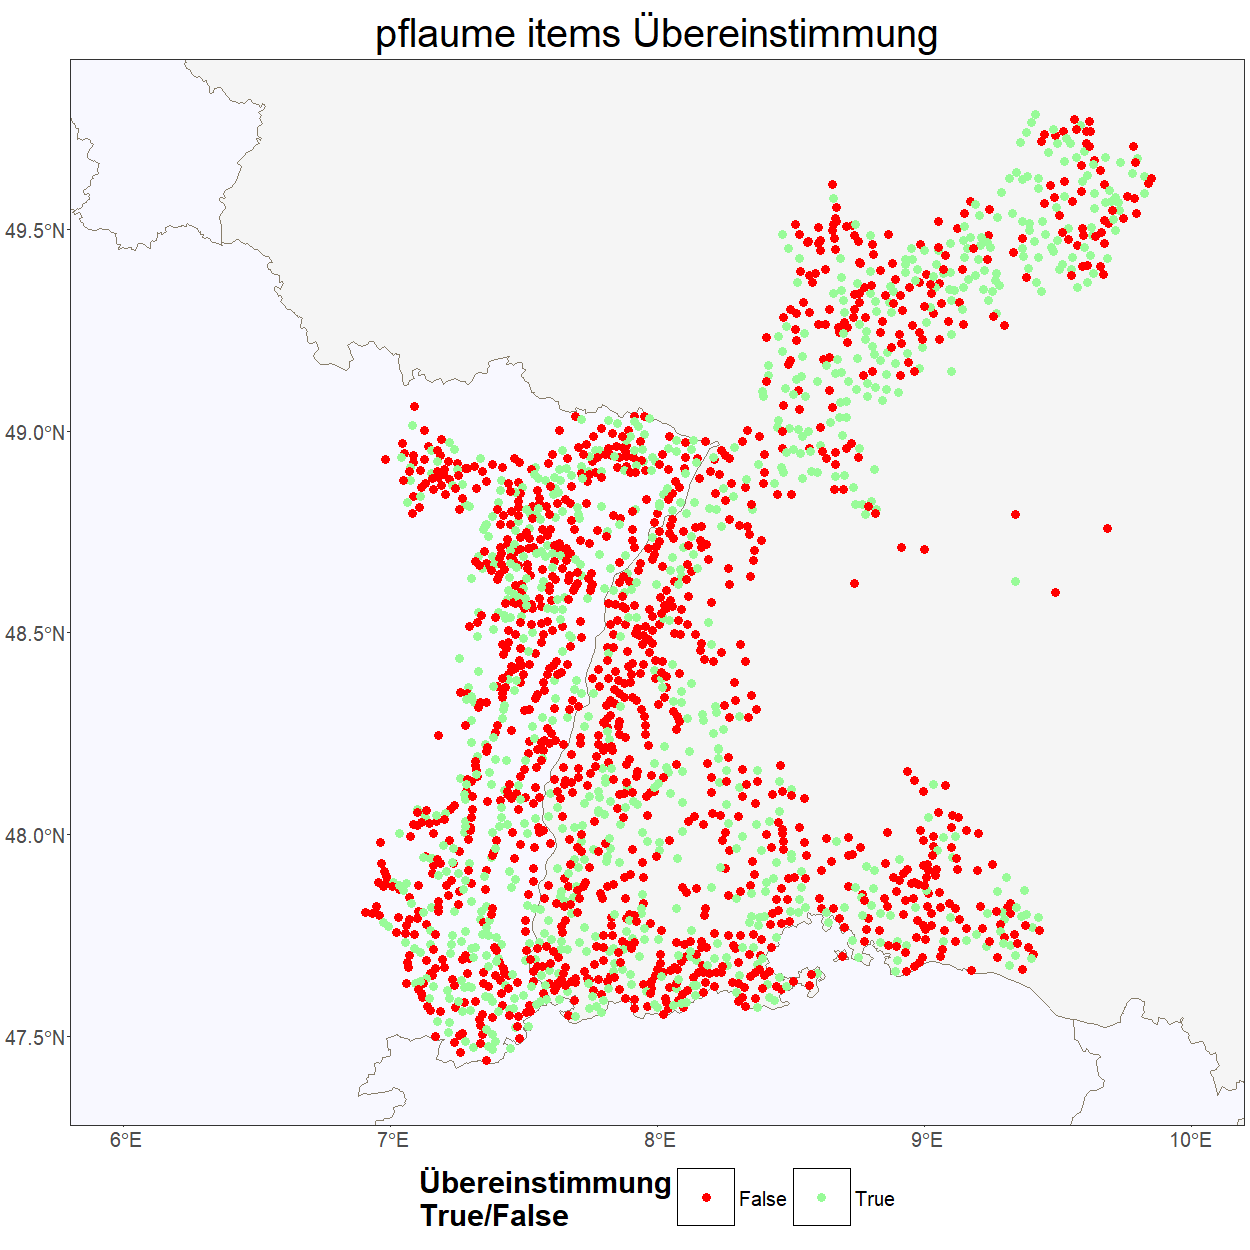 pflaume items Übereinstimmung
49.5°N
49.0°N
48.5°N
48.0°N
47.5°N
6°E
7°E
8°E
9°E
10°E
Übereinstimmung
True/False
False
True